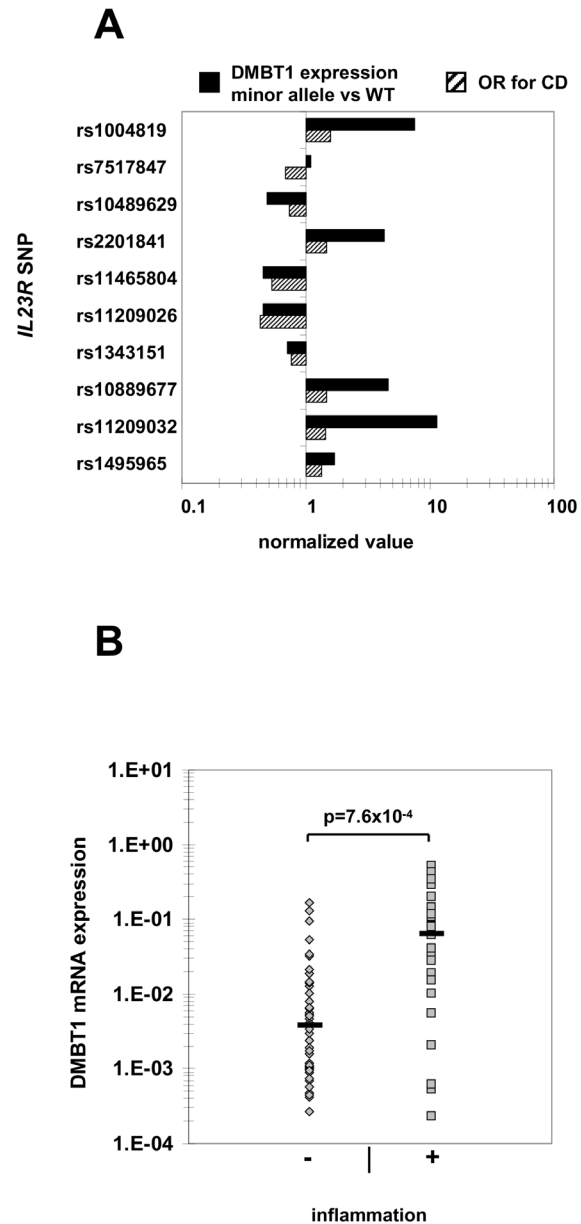 A
DMBT1 expression
minor allele vs WT
OR for CD
IL23R SNP
rs1004819
rs7517847
rs10489629
rs2201841
rs11465804
rs11209026
rs1343151
rs10889677
rs11209032
rs1495965
0.1 1 10 100
normalized value
B
DMBT1 mRNA expression
1.E+01
1.E+00
1.E-01
1.E-02
1.E-03
1.E-04
p=7.6x10⁻⁴
- | +
inflammation